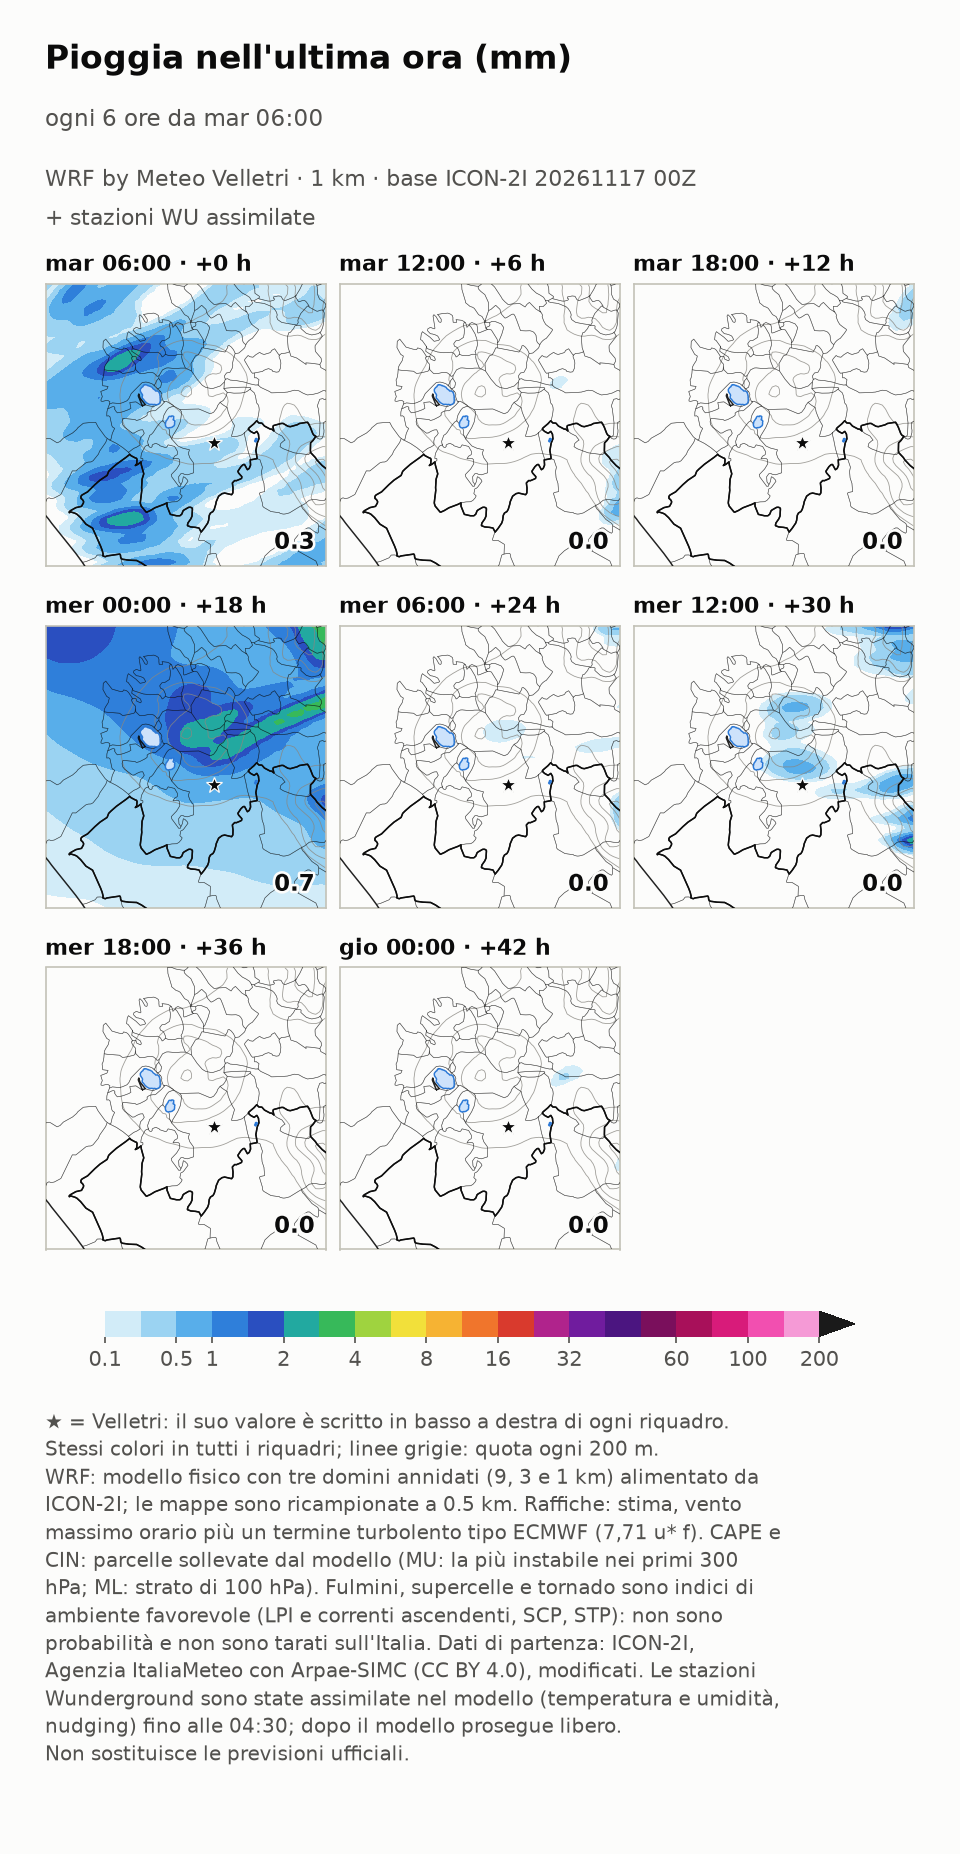 Pioggia nell'ultima ora (mm)
ogni 6 ore da mar 06:00
WRF by Meteo Velletri · 1 km · base ICON-2I 20261117 00Z
+ stazioni WU assimilate
mar 06:00 · +0 h
mar 12:00 · +6 h
mar 18:00 · +12 h
0.3
0.0
0.0
mer 00:00 · +18 h
mer 06:00 · +24 h
mer 12:00 · +30 h
0.7
0.0
0.0
mer 18:00 · +36 h
gio 00:00 · +42 h
0.0
0.0
0.1 0.5 1 2 4 8 16 32 60 100 200
★ = Velletri: il suo valore è scritto in basso a destra di ogni riquadro.
Stessi colori in tutti i riquadri; linee grigie: quota ogni 200 m.
WRF: modello fisico con tre domini annidati (9, 3 e 1 km) alimentato da
ICON-2I; le mappe sono ricampionate a 0.5 km. Raffiche: stima, vento
massimo orario più un termine turbolento tipo ECMWF (7,71 u* f). CAPE e
CIN: parcelle sollevate dal modello (MU: la più instabile nei primi 300
hPa; ML: strato di 100 hPa). Fulmini, supercelle e tornado sono indici di
ambiente favorevole (LPI e correnti ascendenti, SCP, STP): non sono
probabilità e non sono tarati sull'Italia. Dati di partenza: ICON-2I,
Agenzia ItaliaMeteo con Arpae-SIMC (CC BY 4.0), modificati. Le stazioni
Wunderground sono state assimilate nel modello (temperatura e umidità,
nudging) fino alle 04:30; dopo il modello prosegue libero.
Non sostituisce le previsioni ufficiali.